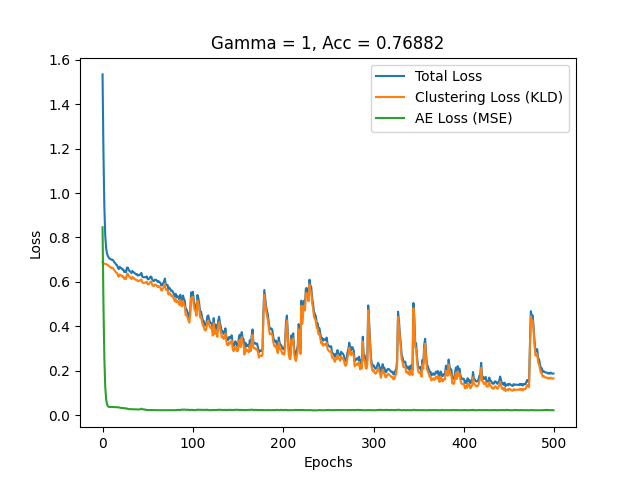 Gamma = 1, Acc = 0.76882
Total Loss
Clustering Loss (KLD)
AE Loss (MSE)
Loss
1.6
1.4
1.2
1.0
0.8
0.6
0.4
0.2
0.0
0 100 200 300 400 500
Epochs